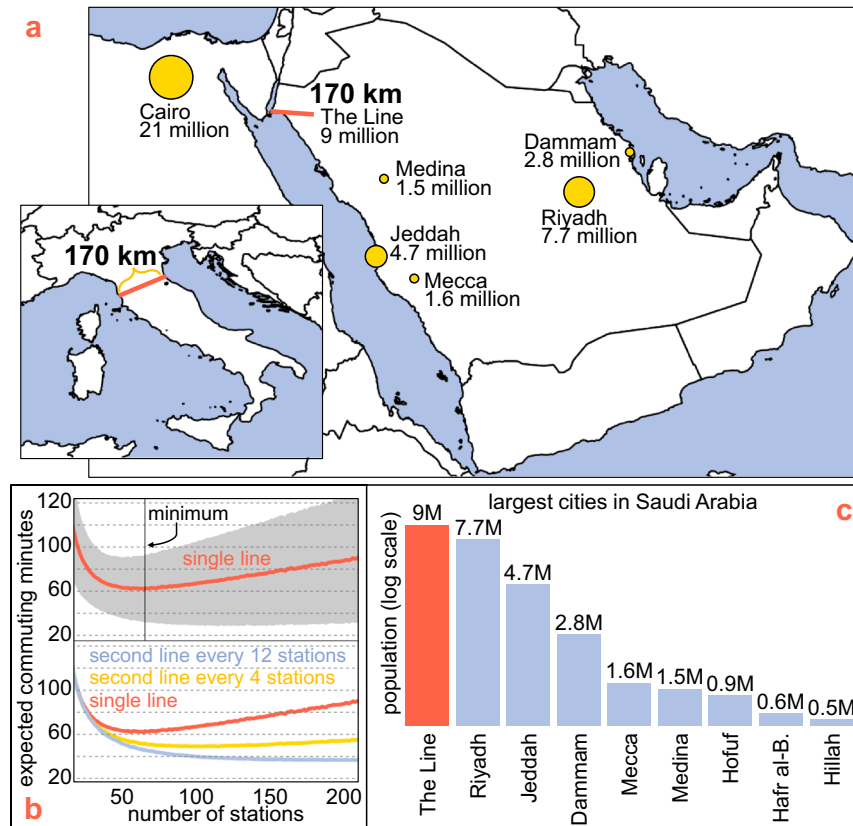 a
Cairo
21 million
170 km
The Line
9 million
Medina
1.5 million
Dammam
2.8 million
Riyadh
7.7 million
Jeddah
4.7 million
Mecca
1.6 million
170 km
120
100
60
20
100
60
20
expected commuting minutes
minimum
single line
second line every 12 stations
second line every 4 stations
single line
50 100 150 200
number of stations
b
largest cities in Saudi Arabia
c
population (log scale)
9M
7.7M
4.7M
2.8M
1.6M
1.5M
0.9M
0.6M
0.5M
The Line
Riyadh
Jeddah
Dammam
Mecca
Medina
Hofuf
Hafr al-B.
Hillah